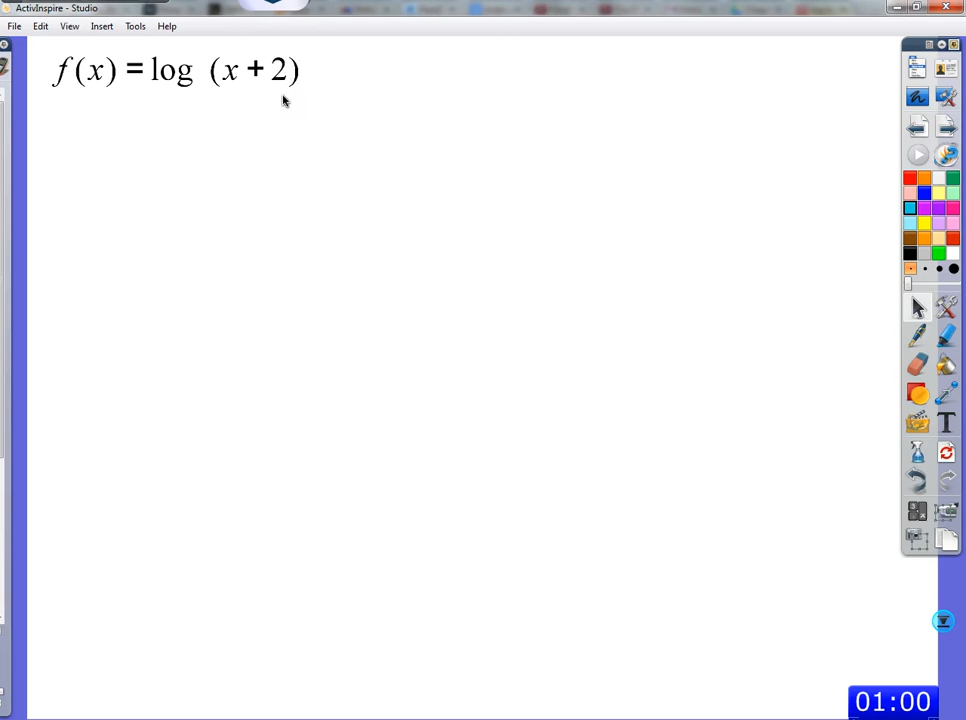 ActivInspire - Studio
File Edit View Insert Tools Help
f(x) = log (x + 2)
01:00